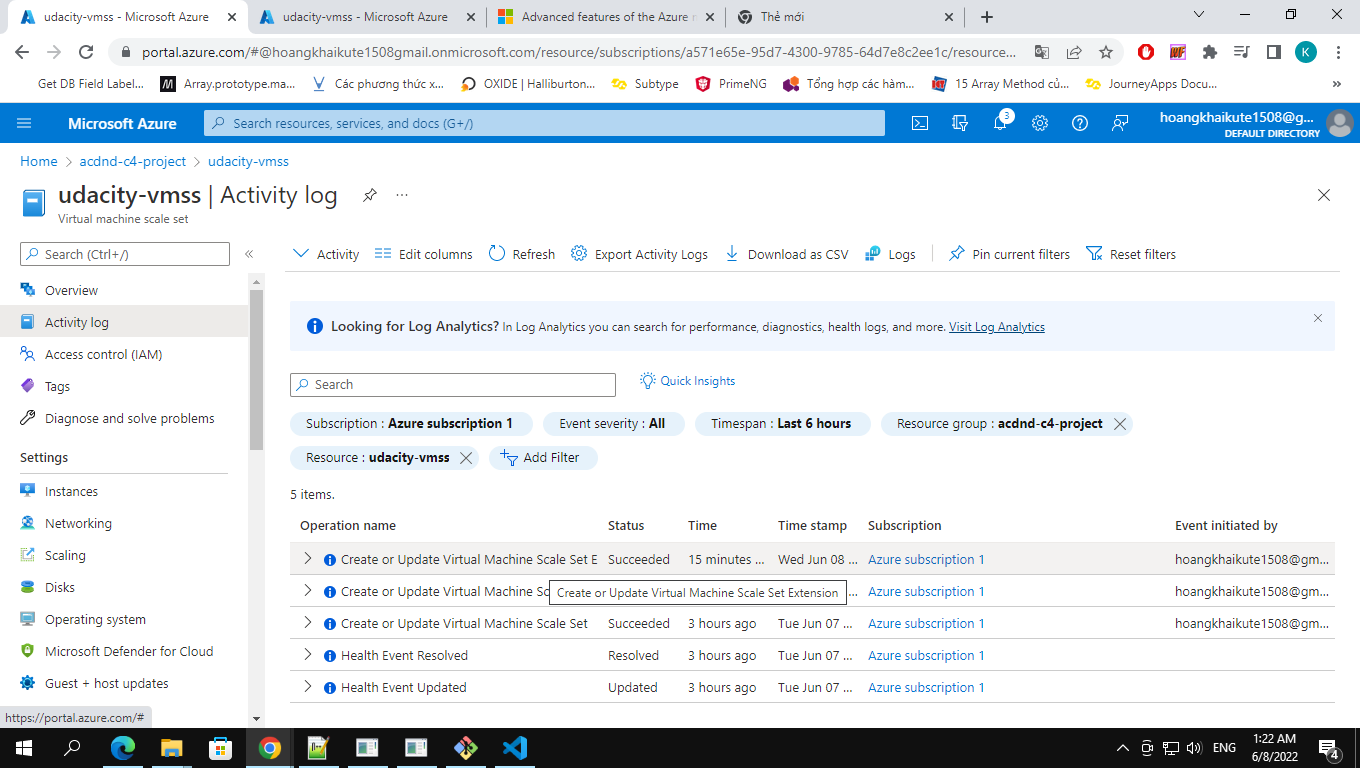 udacity-vmss - Microsoft Azure
udacity-vmss - Microsoft Azure
Advanced features of the Azure r
Thẻ mới
portal.azure.com/#@hoangkhaikute1508gmail.onmicrosoft.com/resource/subscriptions/a571e65e-95d7-4300-9785-64d7e8c2ee1c/resource...
K
Get DB Field Label...
Array.prototype.ma...
Các phương thức x...
OXIDE | Halliburton...
Subtype
PrimeNG
Tổng hợp các hàm...
15 Array Method củ...
JourneyApps Docu...
»
Microsoft Azure
Search resources, services, and docs (G+/)
3
hoangkhaikute1508@g...
DEFAULT DIRECTORY
Home > acdnd-c4-project > udacity-vmss
udacity-vmss | Activity log
...
Virtual machine scale set
Search (Ctrl+/)
«
Activity
Edit columns
Refresh
Export Activity Logs
Download as CSV
Logs
Pin current filters
Reset filters
Overview
Activity log
Access control (IAM)
Tags
Diagnose and solve problems
Settings
Instances
Networking
Scaling
Disks
Operating system
Microsoft Defender for Cloud
Guest + host updates
Looking for Log Analytics? In Log Analytics you can search for performance, diagnostics, health logs, and more. Visit Log Analytics
Search
Quick Insights
Subscription : Azure subscription 1
Event severity : All
Timespan : Last 6 hours
Resource group : acdnd-c4-project
Resource : udacity-vmss
Add Filter
5 items.
Operation name Status Time Time stamp Subscription Event initiated by
Create or Update Virtual Machine Scale Set E Succeeded 15 minutes ... Wed Jun 08 ... Azure subscription 1 hoangkhaikute1508@gm...
Create or Update Virtual Machine Sc ... Azure subscription 1 hoangkhaikute1508@gm...
Create or Update Virtual Machine Scale Set Extension
Create or Update Virtual Machine Scale Set Succeeded 3 hours ago Tue Jun 07 ... Azure subscription 1 hoangkhaikute1508@gm...
Health Event Resolved Resolved 3 hours ago Tue Jun 07 ... Azure subscription 1
Health Event Updated Updated 3 hours ago Tue Jun 07 ... Azure subscription 1
https://portal.azure.com/#
ENG
1:22 AM
6/8/2022
4